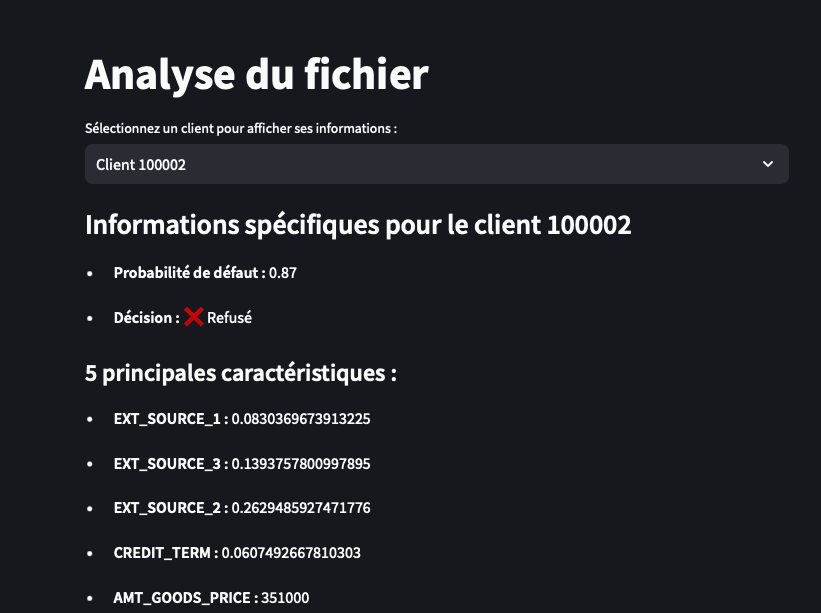 Analyse du fichier
Sélectionnez un client pour afficher ses informations :
Client 100002
Informations spécifiques pour le client 100002
• Probabilité de défaut : 0.87
• Décision : ❌ Refusé
5 principales caractéristiques :
• EXT_SOURCE_1 : 0.0830369673913225
• EXT_SOURCE_3 : 0.1393757800997895
• EXT_SOURCE_2 : 0.2629485927471776
• CREDIT_TERM : 0.0607492667810303
• AMT_GOODS_PRICE : 351000